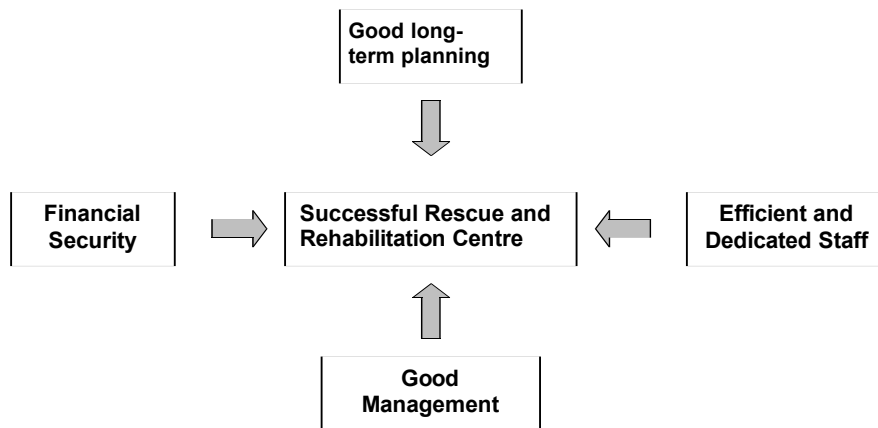 Good long-
term planning
Financial
Security
Successful Rescue and
Rehabilitation Centre
Efficient and
Dedicated Staff
Good
Management